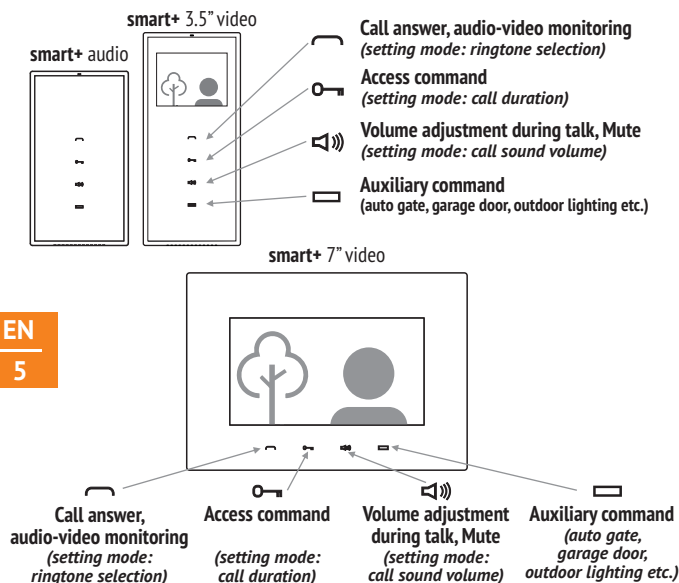 smart+ 3.5” video
smart+ audio
Call answer, audio-video monitoring
(setting mode: ringtone selection)
Access command
(setting mode: call duration)
Volume adjustment during talk, Mute
(setting mode: call sound volume)
Auxiliary command
(auto gate, garage door, outdoor lighting etc.)
smart+ 7” video
EN
5
Call answer,
audio-video monitoring
(setting mode:
ringtone selection)
Access command
(setting mode:
call duration)
Volume adjustment
during talk, Mute
(setting mode:
call sound volume)
Auxiliary command
(auto gate,
garage door,
outdoor lighting etc.)